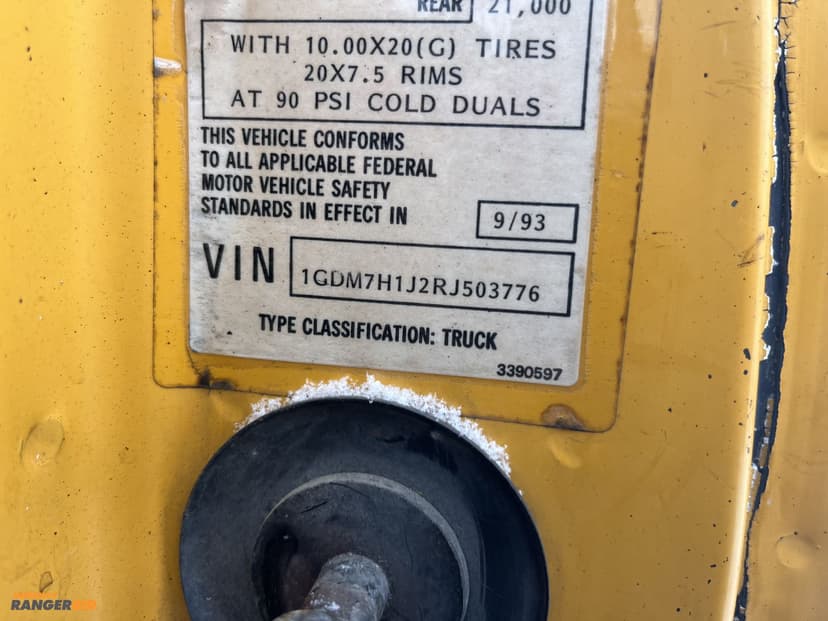 REAR 21,000
WITH 10.00X20(G) TIRES
20X7.5 RIMS
AT 90 PSI COLD DUALS
THIS VEHICLE CONFORMS
TO ALL APPLICABLE FEDERAL
MOTOR VEHICLE SAFETY
STANDARDS IN EFFECT IN 9/93
VIN 1GDM7H1J2RJ503776
TYPE CLASSIFICATION: TRUCK
3390597
RANGER